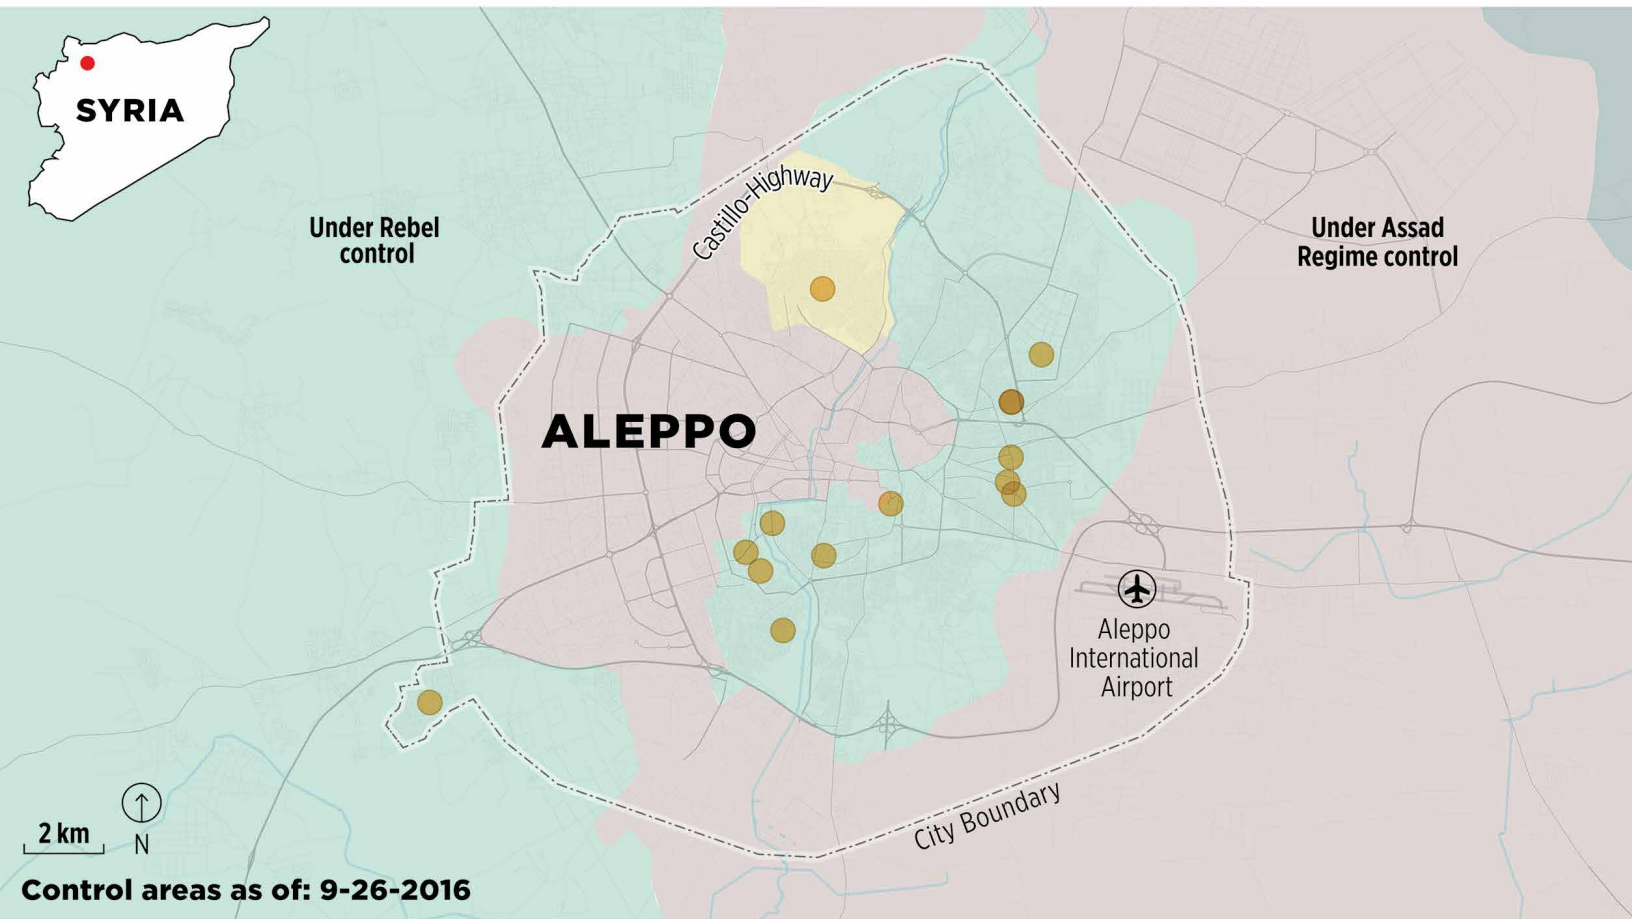 SYRIA
Castillo-Highway
Under Rebel
control
Under Assad
Regime control
ALEPPO
Aleppo
International
Airport
City Boundary
2 km
N
Control areas as of: 9-26-2016